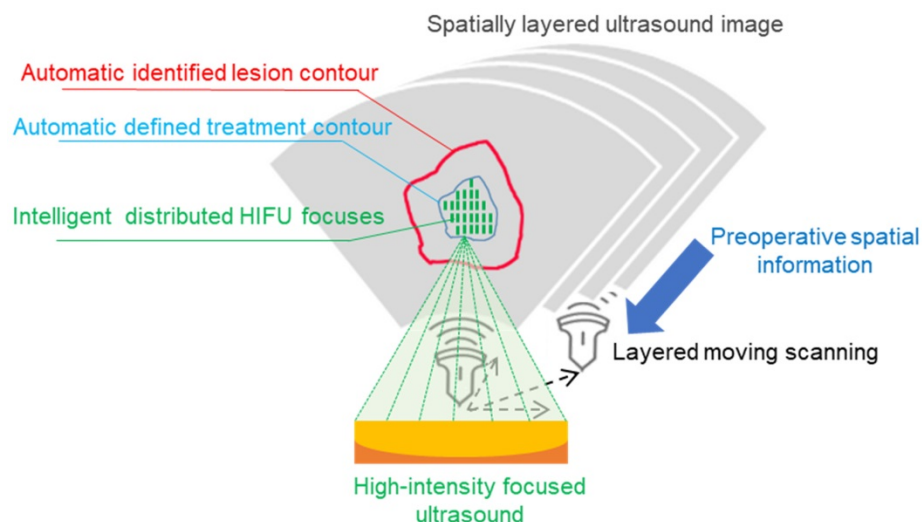 Spatially layered ultrasound image
Automatic identified lesion contour
Automatic defined treatment contour
Intelligent distributed HIFU focuses
Preoperative spatial
information
Layered moving scanning
High-intensity focused
ultrasound